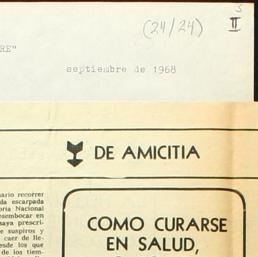 (24/24)
II
RE"
septiembre de 1968
DE AMICITIA
ario recorrer
da escarpada
oria Nacional
esembocar en
haya prescri-
e suspiros y
caer de lle-
esde los que
de los tiem-
COMO CURARSE
EN SALUD,